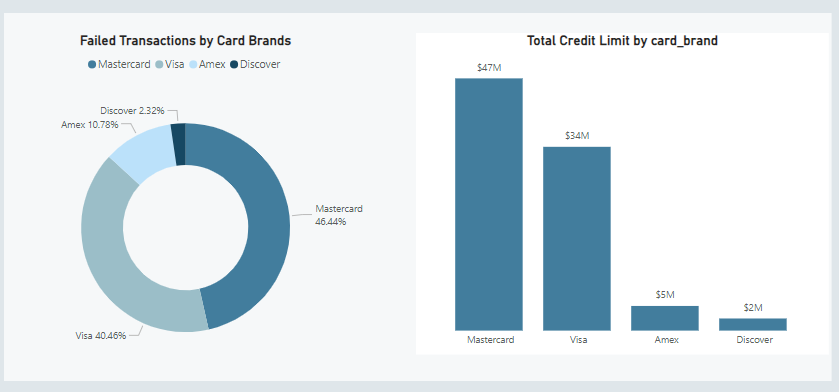 Failed Transactions by Card Brands
Mastercard Visa Amex Discover
Discover 2.32%
Amex 10.78%
Mastercard
46.44%
Visa 40.46%
Total Credit Limit by card_brand
$47M
$34M
$5M
$2M
Mastercard Visa Amex Discover